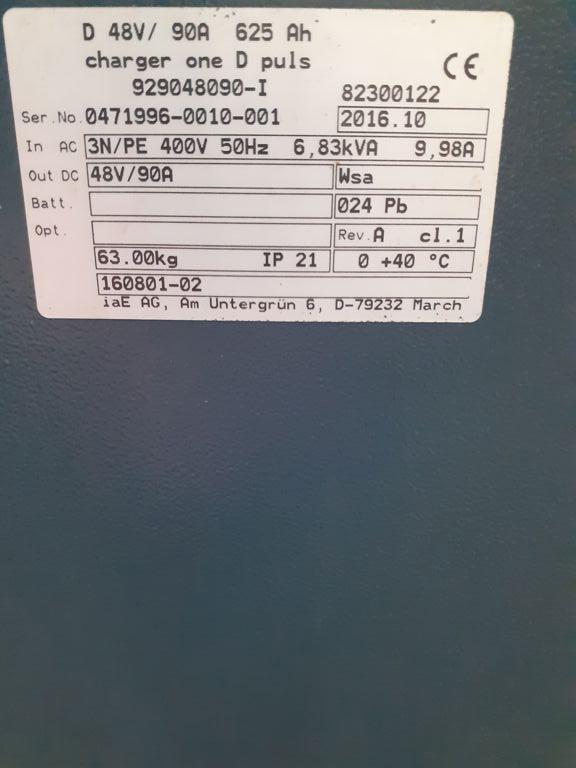 D 48V/ 90A 625 Ah
charger one D puls
CE
929048090-I 82300122
Ser.No. 0471996-0010-001 2016.10
In AC 3N/PE 400V 50Hz 6,83kVA 9,98A
Out DC 48V/90A Wsa
Batt. 024 Pb
Opt. Rev. A cl.1
63.00kg IP 21 0 +40 °C
160801-02
iaE AG, Am Untergrün 6, D-79232 March